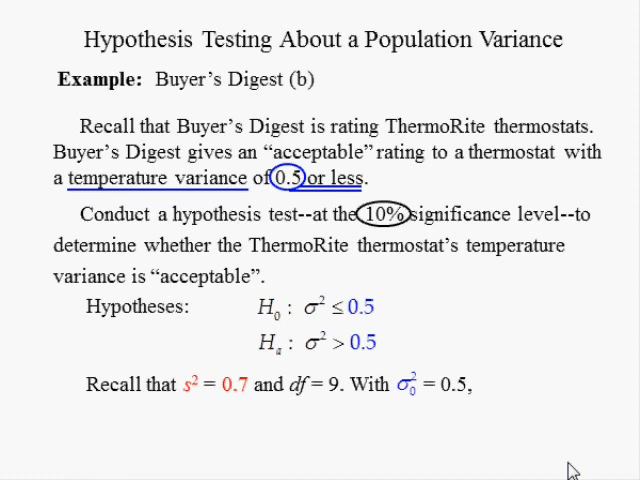 Hypothesis Testing About a Population Variance
Example: Buyer's Digest (b)
Recall that Buyer's Digest is rating ThermoRite thermostats.
Buyer's Digest gives an “acceptable” rating to a thermostat with
a temperature variance of 0.5 or less.
Conduct a hypothesis test--at the 10% significance level--to
determine whether the ThermoRite thermostat's temperature
variance is “acceptable”.
Hypotheses: H₀ : σ² ≤ 0.5
Hₐ : σ² > 0.5
Recall that s² = 0.7 and df = 9. With σ₀² = 0.5,